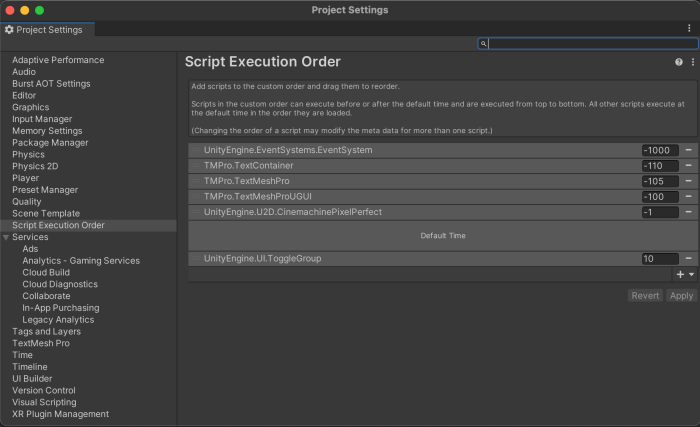 Project Settings
Project Settings
Adaptive Performance
Audio
Burst AOT Settings
Editor
Graphics
Input Manager
Memory Settings
Package Manager
Physics
Physics 2D
Player
Preset Manager
Quality
Scene Template
Script Execution Order
Services
Ads
Analytics - Gaming Services
Cloud Build
Cloud Diagnostics
Collaborate
In-App Purchasing
Legacy Analytics
Tags and Layers
TextMesh Pro
Time
Timeline
UI Builder
Version Control
Visual Scripting
XR Plugin Management
Script Execution Order
Add scripts to the custom order and drag them to reorder.
Scripts in the custom order can execute before or after the default time and are executed from top to bottom. All other scripts execute at
the default time in the order they are loaded.
(Changing the order of a script may modify the meta data for more than one script.)
UnityEngine.EventSystems.EventSystem -1000
TMPro.TextContainer -110
TMPro.TextMeshPro -105
TMPro.TextMeshProUGUI -100
UnityEngine.U2D.CinemachinePixelPerfect -1
Default Time
UnityEngine.UI.ToggleGroup 10
Revert Apply